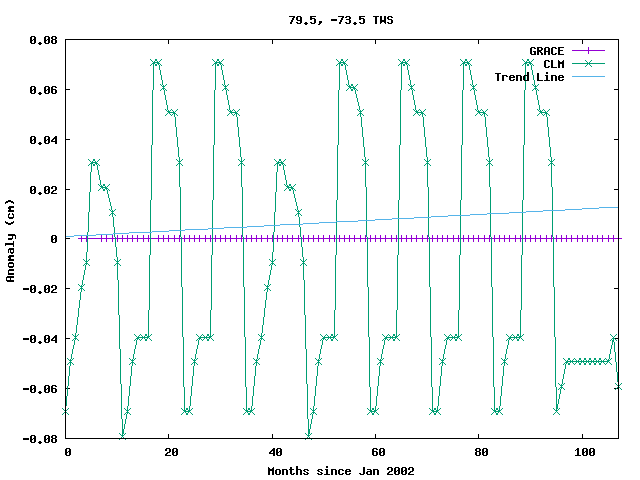 79.5, -73.5 TWS
GRACE
CLM
Trend Line
0.08
0.06
0.04
0.02
0
-0.02
-0.04
-0.06
-0.08
Anomaly (cm)
0 20 40 60 80 100
Months since Jan 2002